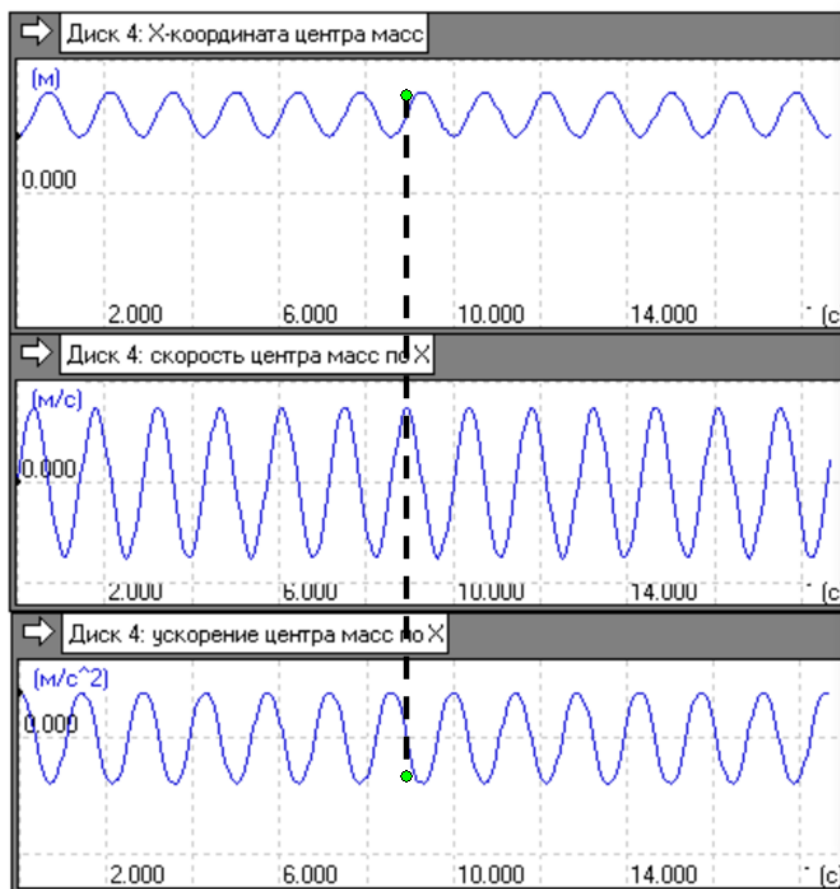 Диск 4: X-координата центра масс
(м)
0.000
2.000 6.000 10.000 14.000 (с
Диск 4: скорость центра масс по X
(м/с)
0.000
2.000 6.000 10.000 14.000 (с
Диск 4: ускорение центра масс по X
(м/с^2)
0.000
2.000 6.000 10.000 14.000 (с)